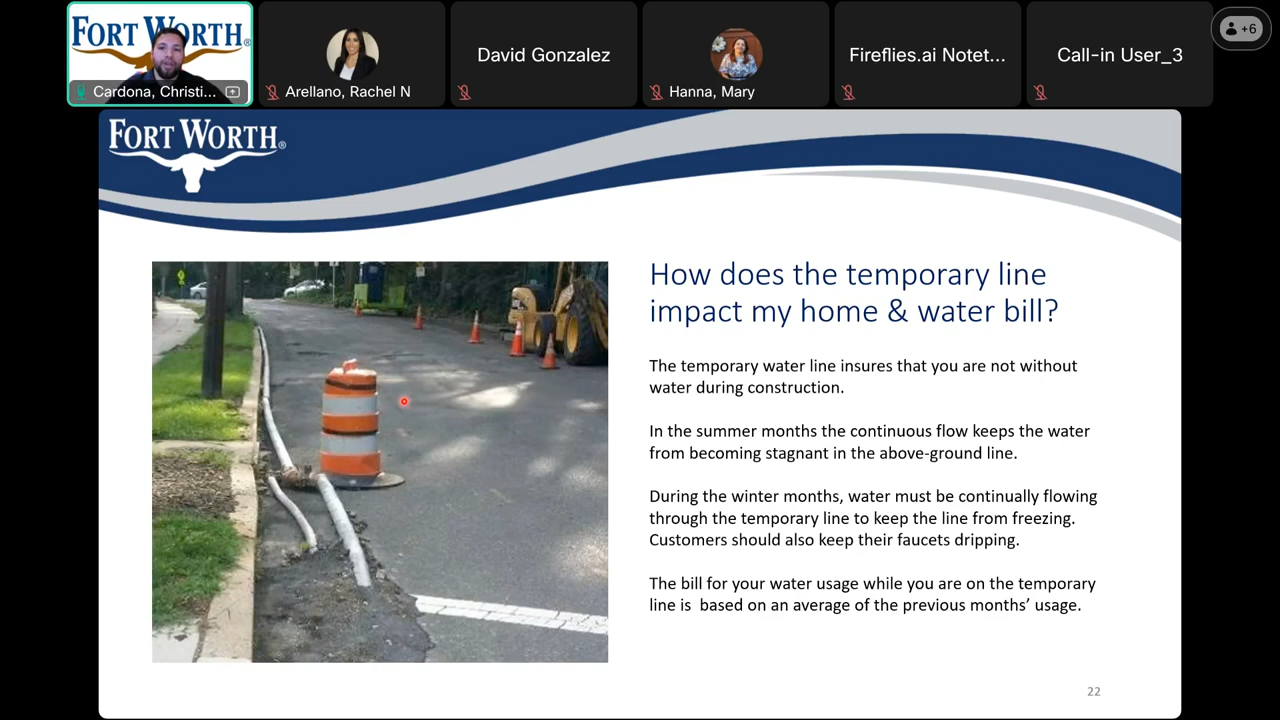 FORT WORTH®
Cardona, Christi...
Arellano, Rachel N
David Gonzalez
Hanna, Mary
Fireflies.ai Notet...
Call-in User_3
+6
FORT WORTH®
How does the temporary line
impact my home & water bill?
The temporary water line insures that you are not without
water during construction.
In the summer months the continuous flow keeps the water
from becoming stagnant in the above-ground line.
During the winter months, water must be continually flowing
through the temporary line to keep the line from freezing.
Customers should also keep their faucets dripping.
The bill for your water usage while you are on the temporary
line is  based on an average of the previous months’ usage.
22